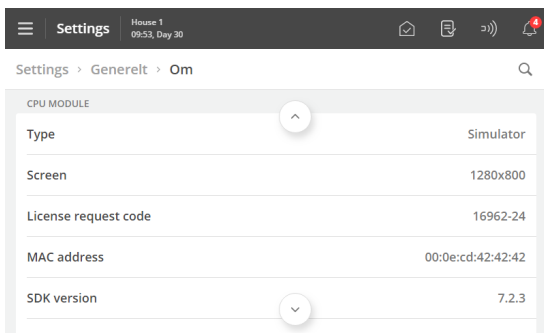 Settings
House 1
09:53, Day 30
4
Settings > Generelt > Om
CPU MODULE
Type Simulator
Screen 1280x800
License request code 16962-24
MAC address 00:0e:cd:42:42:42
SDK version 7.2.3